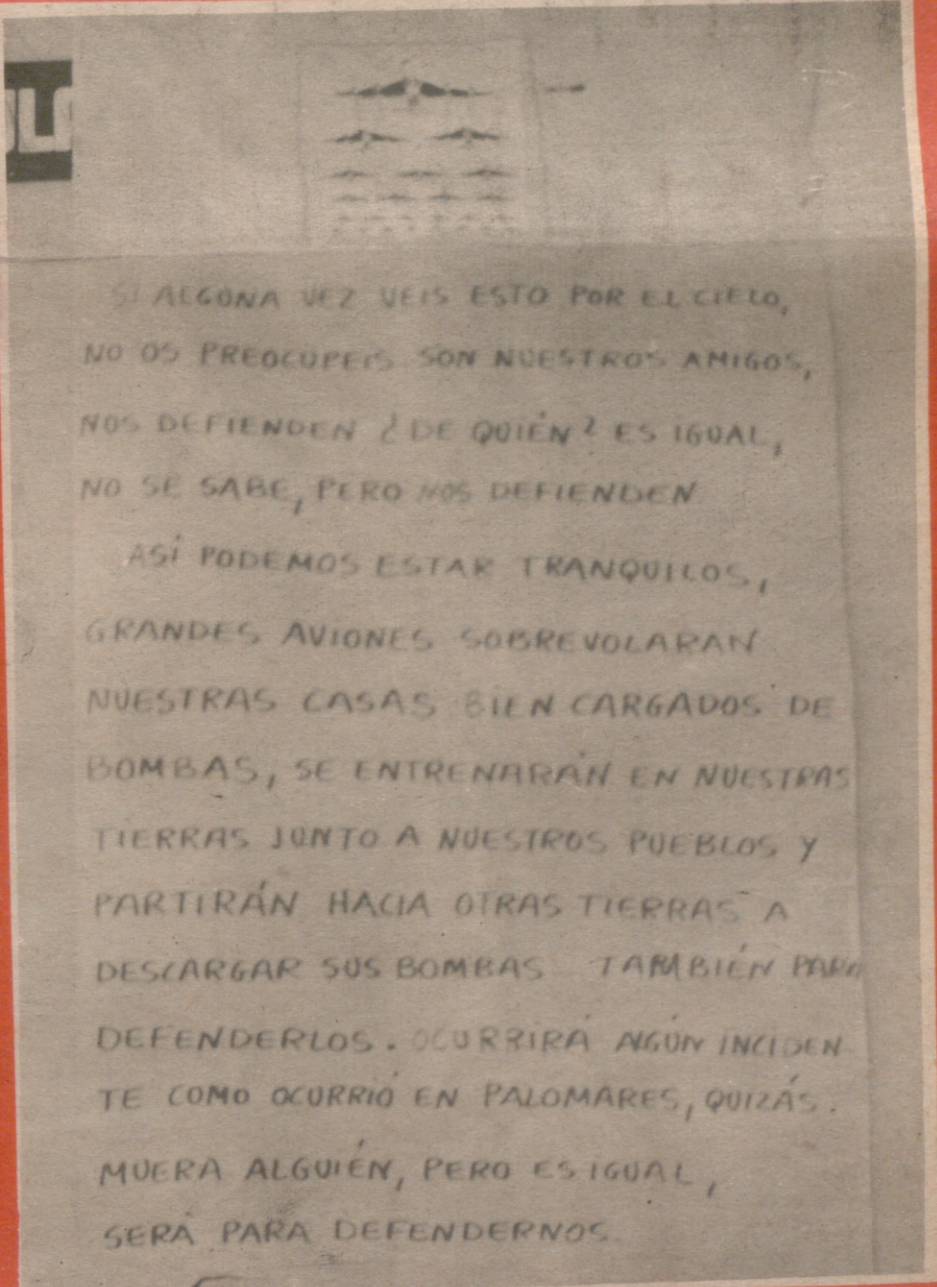 SI ALGUNA VEZ VEIS ESTO POR EL CIELO,
NO OS PREOCUPEIS. SON NUESTROS AMIGOS,
NOS DEFIENDEN ¿DE QUIÉN? ES IGUAL,
NO SE SABE, PERO NOS DEFIENDEN
ASÍ PODEMOS ESTAR TRANQUILOS,
GRANDES AVIONES SOBREVOLARAN
NUESTRAS CASAS BIEN CARGADOS DE
BOMBAS, SE ENTRENARÁN EN NUESTRAS
TIERRAS JUNTO A NUESTROS PUEBLOS Y
PARTIRÁN HACIA OTRAS TIERRAS A
DESCARGAR SUS BOMBAS TAMBIÉN PARA
DEFENDERLOS. OCURRIRÁ ALGÚN INCIDEN-
TE COMO OCURRIÓ EN PALOMARES, QUIZÁS.
MUERA ALGUIÉN, PERO ES IGUAL,
SERÁ PARA DEFENDERNOS.